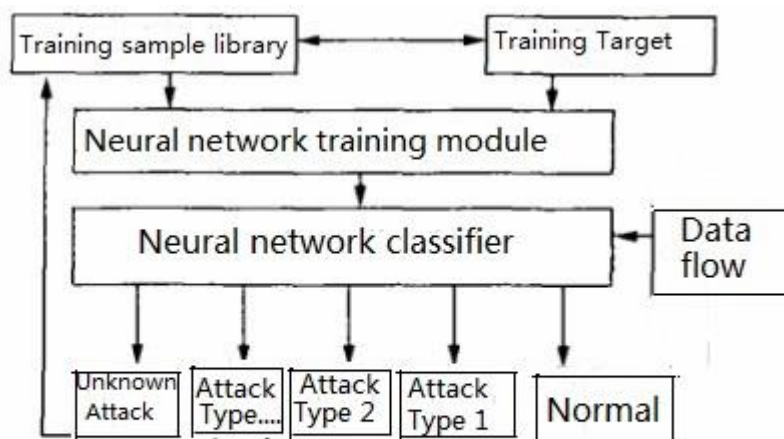 Training sample library
Training Target
Neural network training module
Neural network classifier
Data
flow
Unknown
Attack
Attack
Type....
Attack
Type 2
Attack
Type 1
Normal